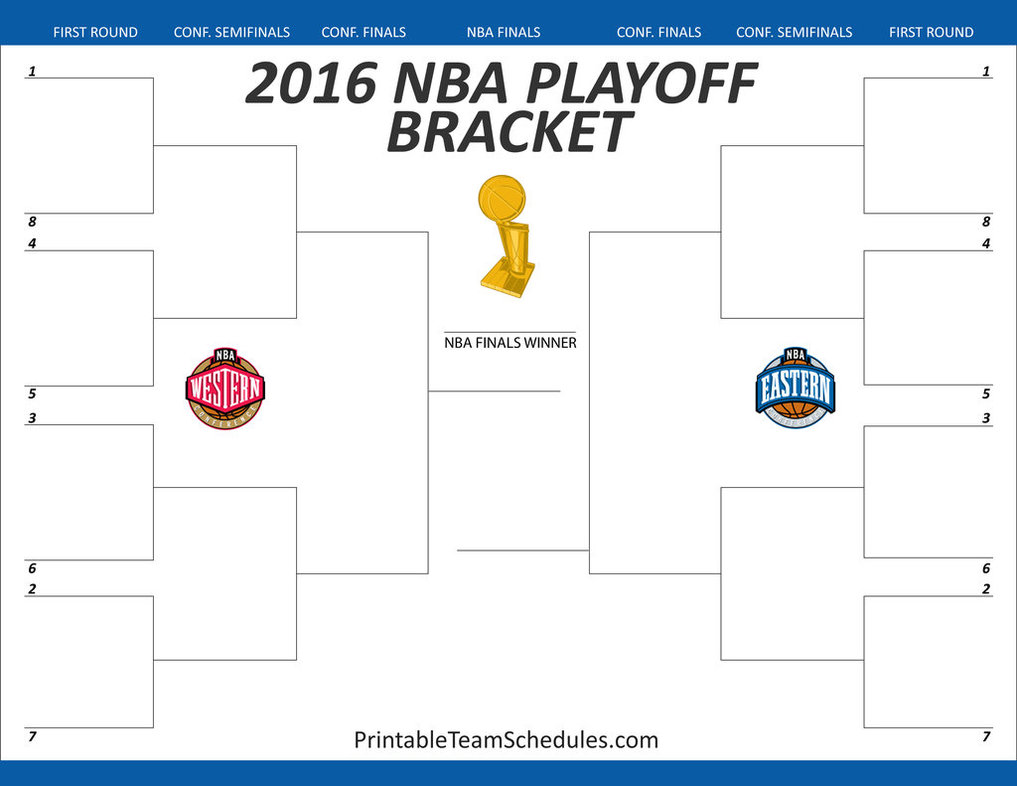 FIRST ROUND CONF. SEMIFINALS CONF. FINALS NBA FINALS CONF. FINALS CONF. SEMIFINALS FIRST ROUND
2016 NBA PLAYOFF
BRACKET
1 1
8 8
4 4
NBA FINALS WINNER
NBA NBA
WESTERN EASTERN
CONFERENCE CONFERENCE
5 5
3 3
6 6
2 2
7 7
PrintableTeamSchedules.com